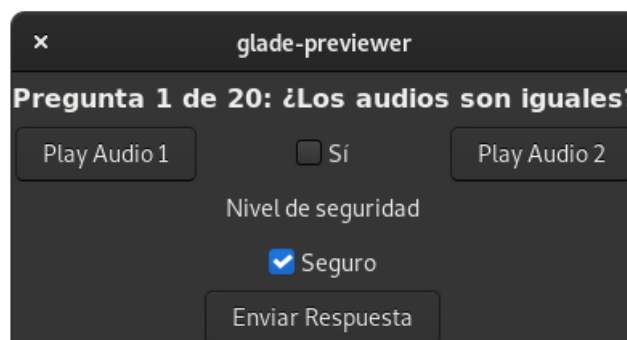 glade-previewer
Pregunta 1 de 20: ¿Los audios son iguales?
Play Audio 1 Sí Play Audio 2
Nivel de seguridad
Seguro
Enviar Respuesta